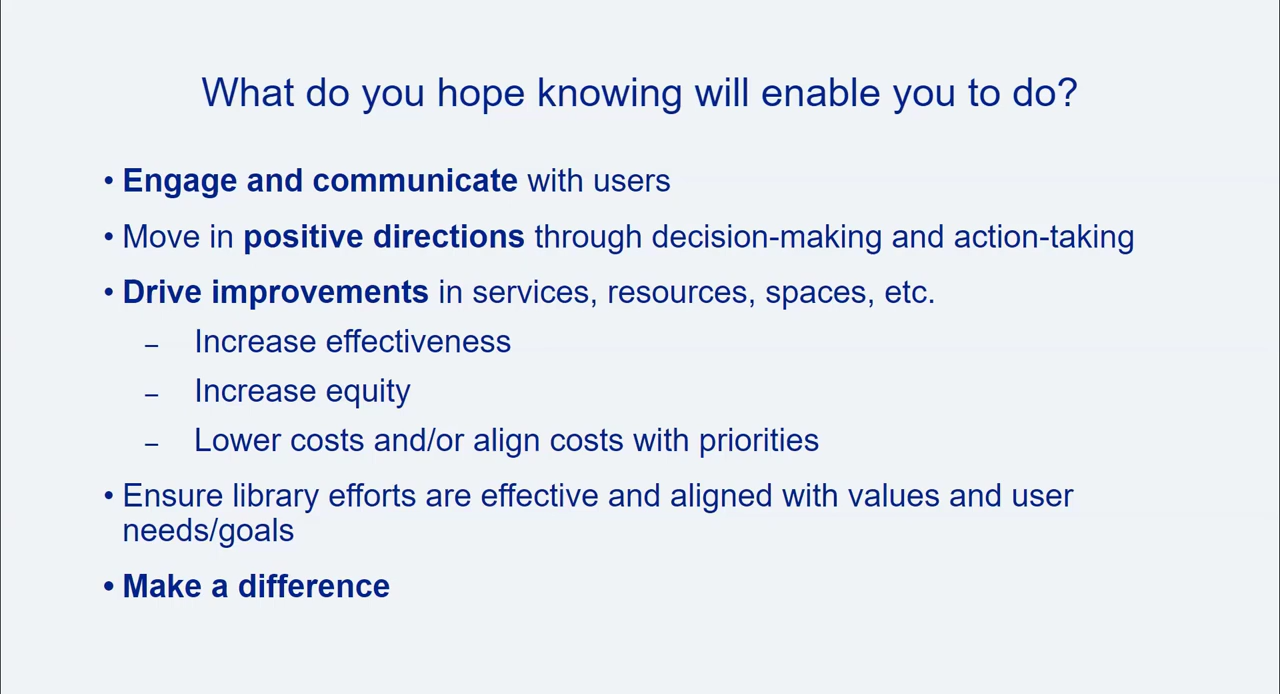 What do you hope knowing will enable you to do?
• Engage and communicate with users
• Move in positive directions through decision-making and action-taking
• Drive improvements in services, resources, spaces, etc.
– Increase effectiveness
– Increase equity
– Lower costs and/or align costs with priorities
• Ensure library efforts are effective and aligned with values and user
needs/goals
• Make a difference